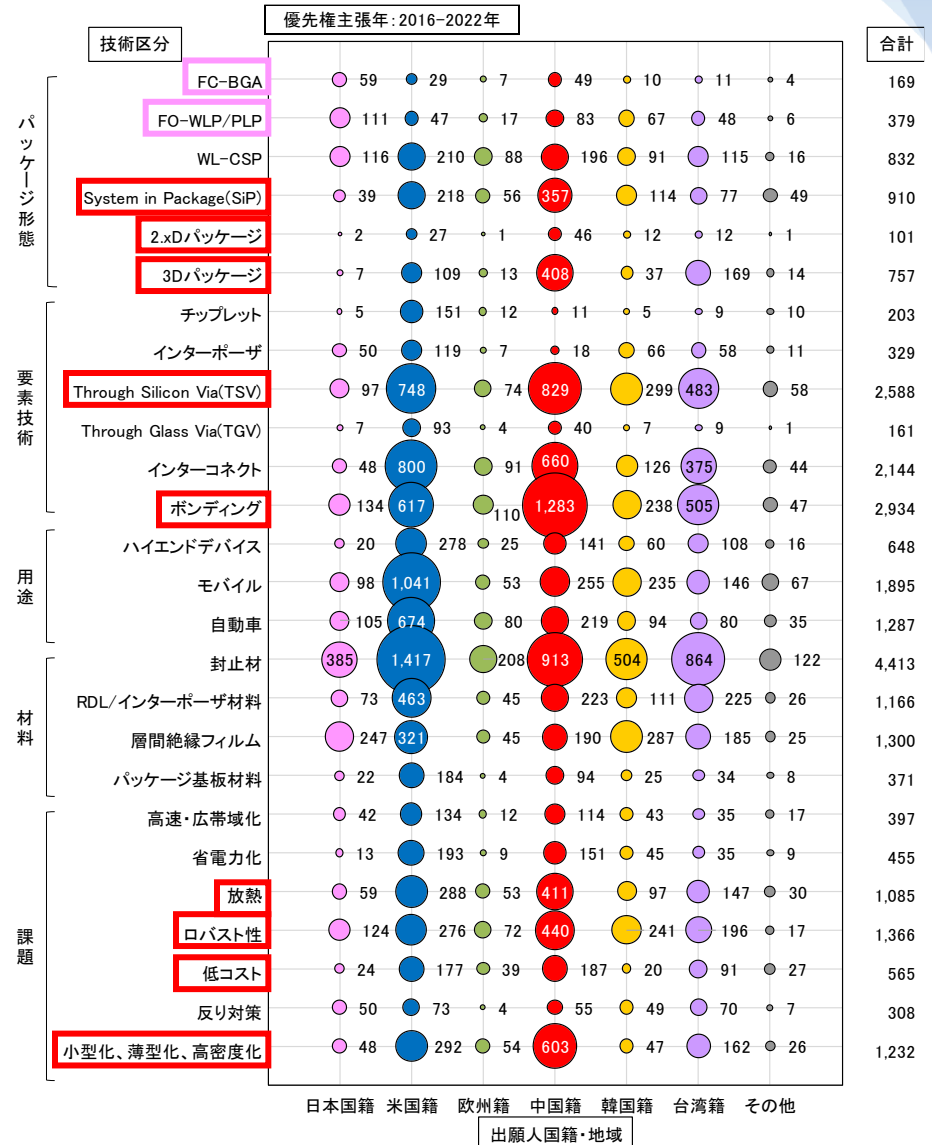 優先権主張年:2016-2022年
技術区分
合計
パッケージ形態
FC-BGA 59 29 7 49 10 11 4 169
FO-WLP/PLP 111 47 17 83 67 48 6 379
WL-CSP 116 210 88 196 91 115 16 832
System in Package(SiP) 39 218 56 357 114 77 49 910
2.xDパッケージ 2 27 1 46 12 12 1 101
3Dパッケージ 7 109 13 408 37 169 14 757
要素技術
チップレット 5 151 12 11 5 9 10 203
インターポーザ 50 119 7 18 66 58 11 329
Through Silicon Via(TSV) 97 748 74 829 299 483 58 2,588
Through Glass Via(TGV) 7 93 4 40 7 9 1 161
インターコネクト 48 800 91 660 126 375 44 2,144
ボンディング 134 617 110 1,283 238 505 47 2,934
用途
ハイエンドデバイス 20 278 25 141 60 108 16 648
モバイル 98 1,041 53 255 235 146 67 1,895
自動車 105 674 80 219 94 80 35 1,287
材料
封止材 385 1,417 208 913 504 864 122 4,413
RDL/インターポーザ材料 73 463 45 223 111 225 26 1,166
層間絶縁フィルム 247 321 45 190 287 185 25 1,300
パッケージ基板材料 22 184 4 94 25 34 8 371
課題
高速・広帯域化 42 134 12 114 43 35 17 397
省電力化 13 193 9 151 45 35 9 455
放熱 59 288 53 411 97 147 30 1,085
ロバスト性 124 276 72 440 241 196 17 1,366
低コスト 24 177 39 187 20 91 27 565
反り対策 50 73 4 55 49 70 7 308
小型化、薄型化、高密度化 48 292 54 603 47 162 26 1,232
日本国籍 米国籍 欧州籍 中国籍 韓国籍 台湾籍 その他
出願人国籍・地域